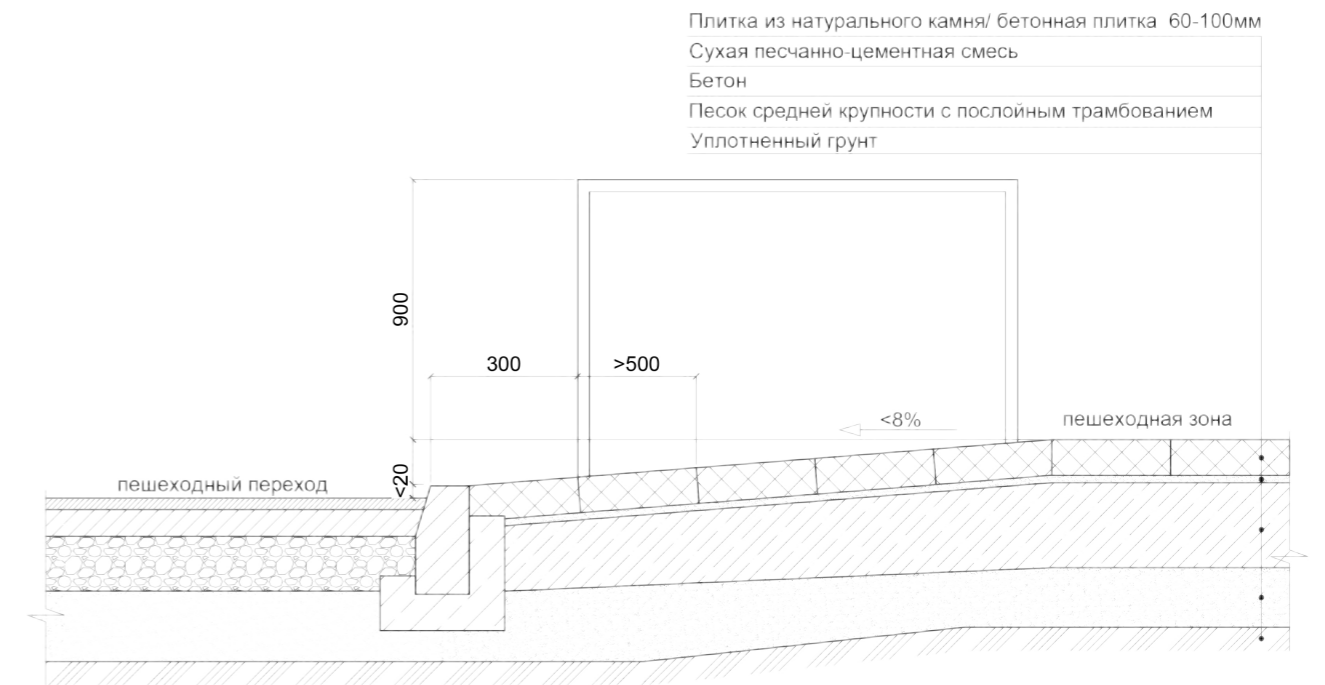 Плитка из натурального камня/ бетонная плитка 60-100мм
Сухая песчанно-цементная смесь
Бетон
Песок средней крупности с послойным трамбованием
Уплотненный грунт
900
300
>500
<8%
пешеходная зона
<20
пешеходный переход